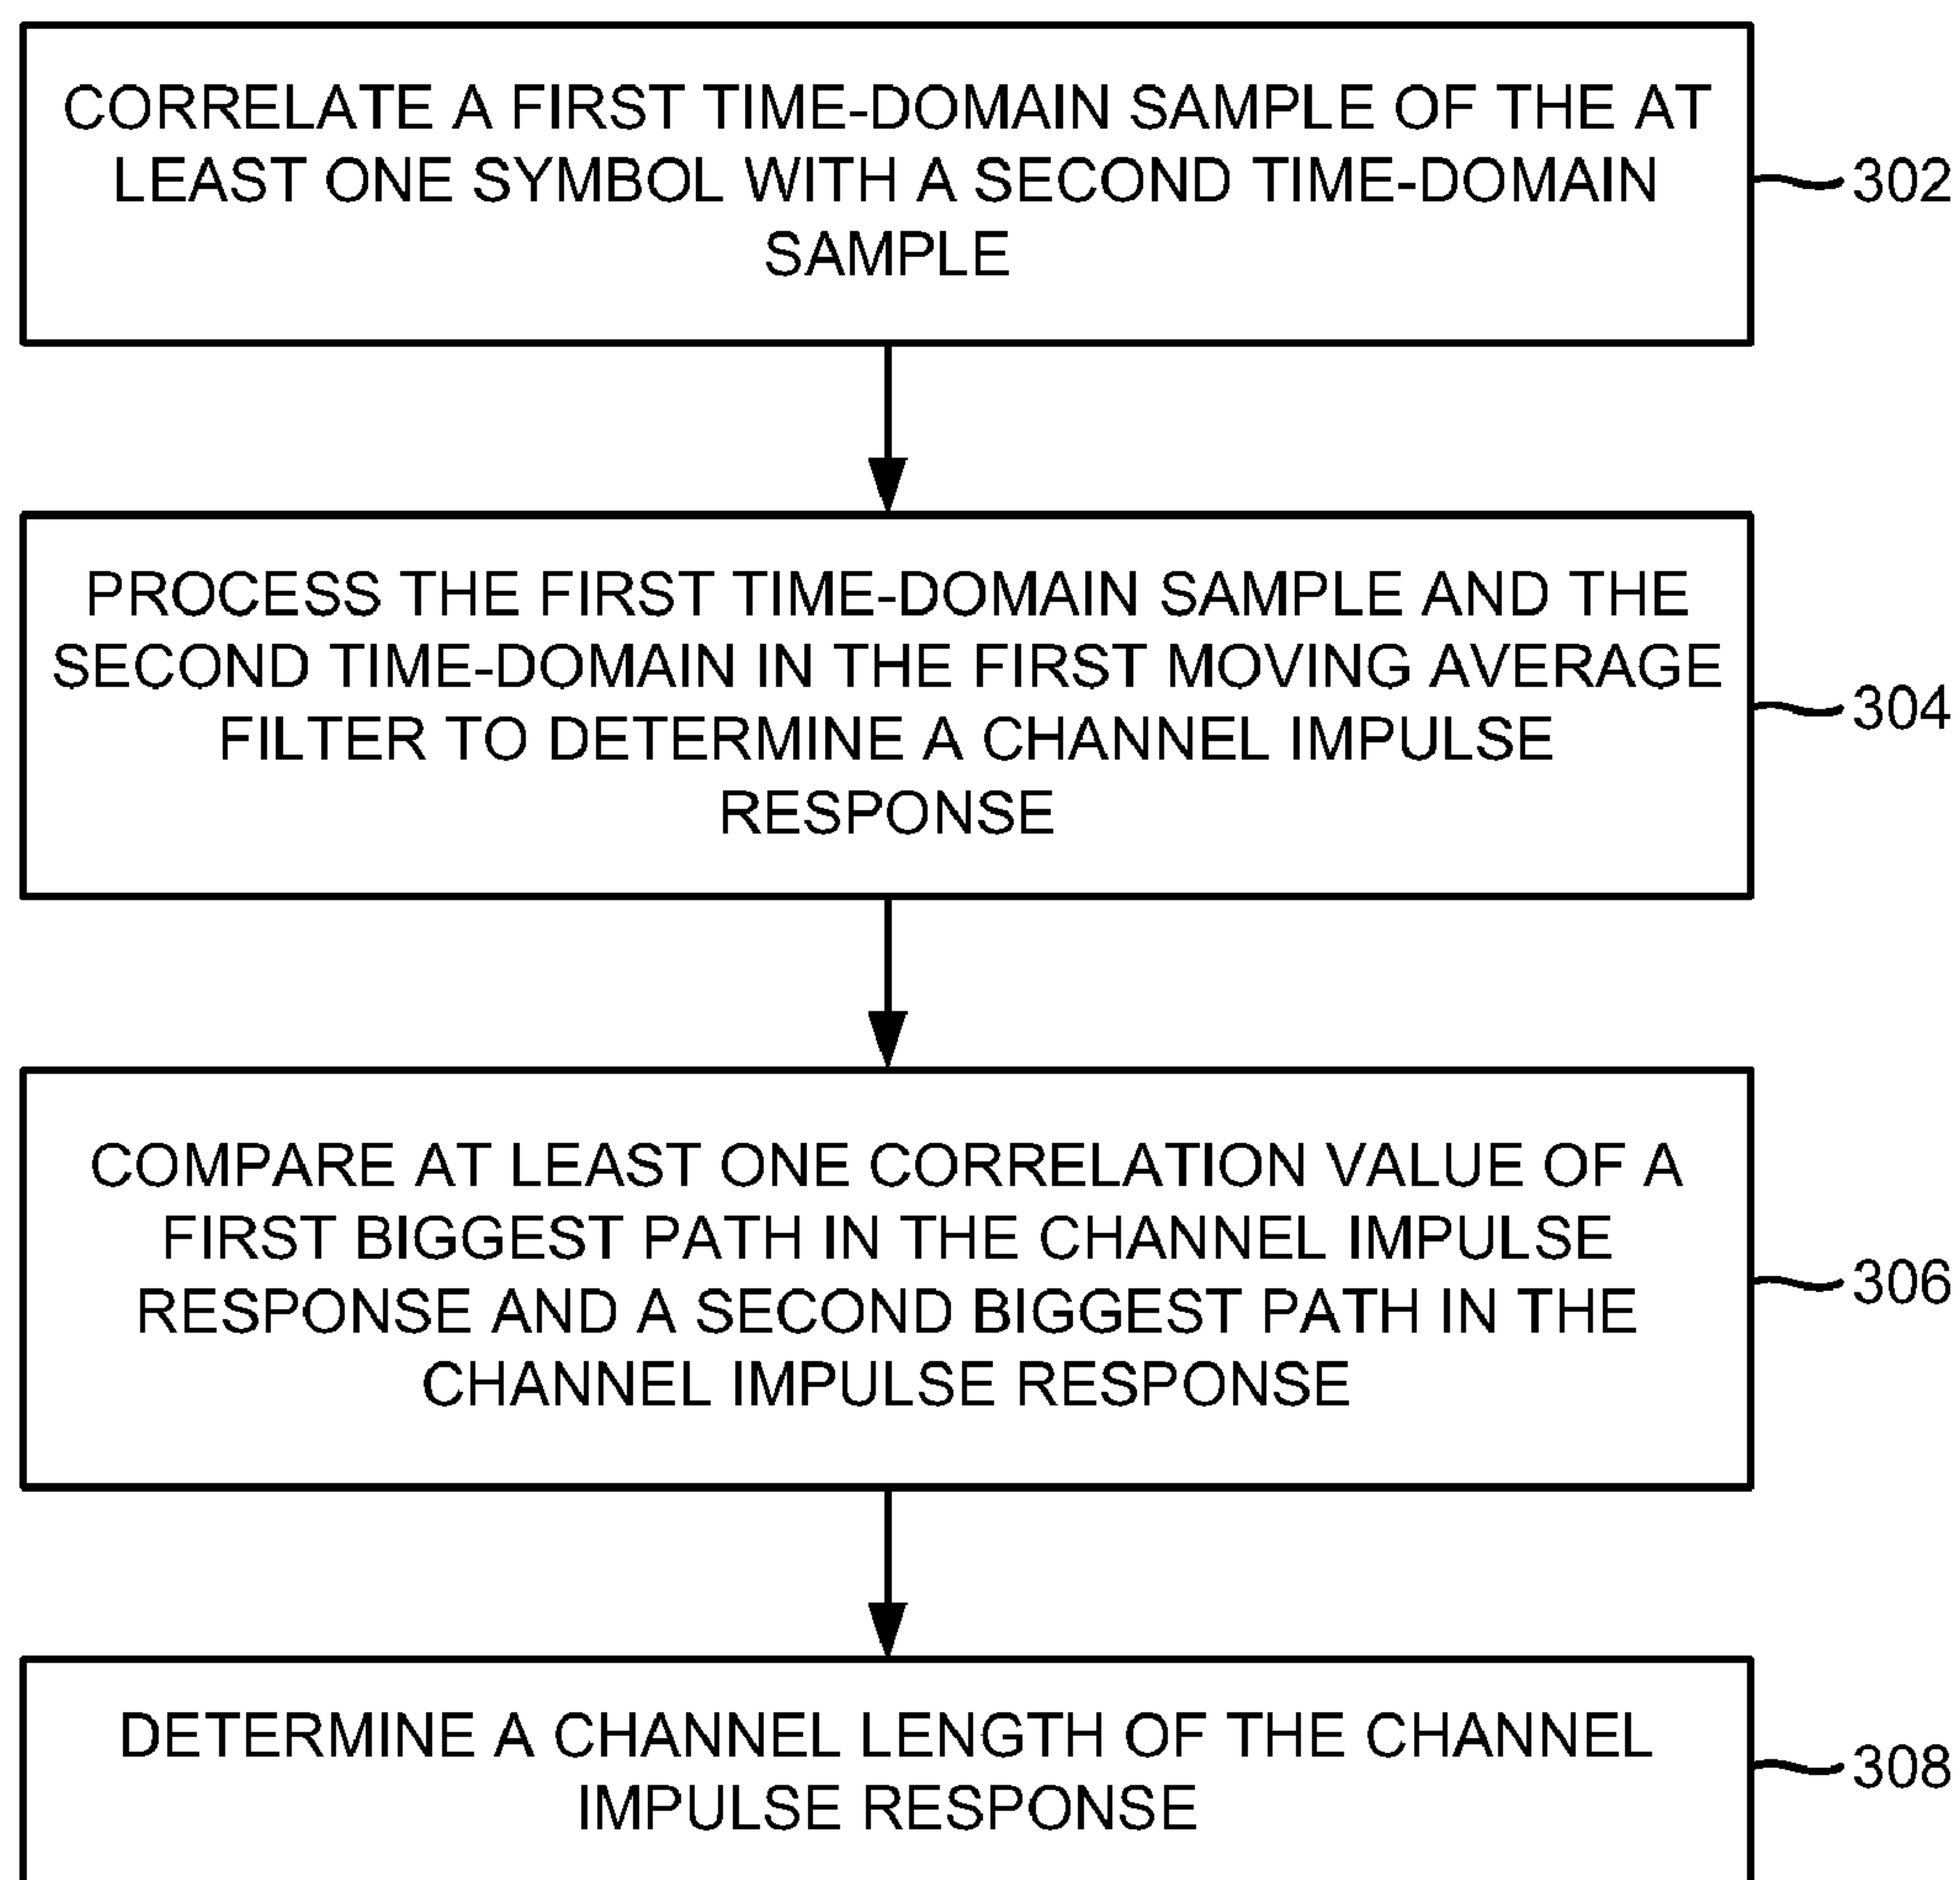 CORRELATE A FIRST TIME-DOMAIN SAMPLE OF THE AT
LEAST ONE SYMBOL WITH A SECOND TIME-DOMAIN
SAMPLE
302
PROCESS THE FIRST TIME-DOMAIN SAMPLE AND THE
SECOND TIME-DOMAIN IN THE FIRST MOVING AVERAGE
FILTER TO DETERMINE A CHANNEL IMPULSE
RESPONSE
304
COMPARE AT LEAST ONE CORRELATION VALUE OF A
FIRST BIGGEST PATH IN THE CHANNEL IMPULSE
RESPONSE AND A SECOND BIGGEST PATH IN THE
CHANNEL IMPULSE RESPONSE
306
DETERMINE A CHANNEL LENGTH OF THE CHANNEL
IMPULSE RESPONSE
308